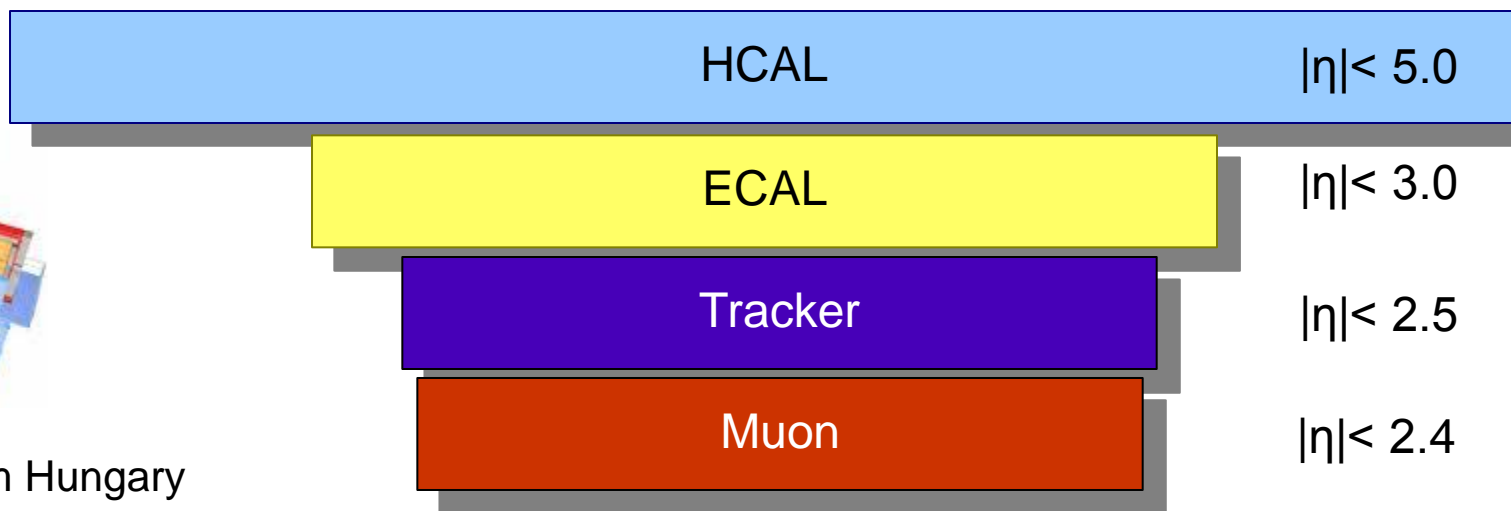 HCAL |η|< 5.0
ECAL |η|< 3.0
Tracker |η|< 2.5
Muon |η|< 2.4
Hungary